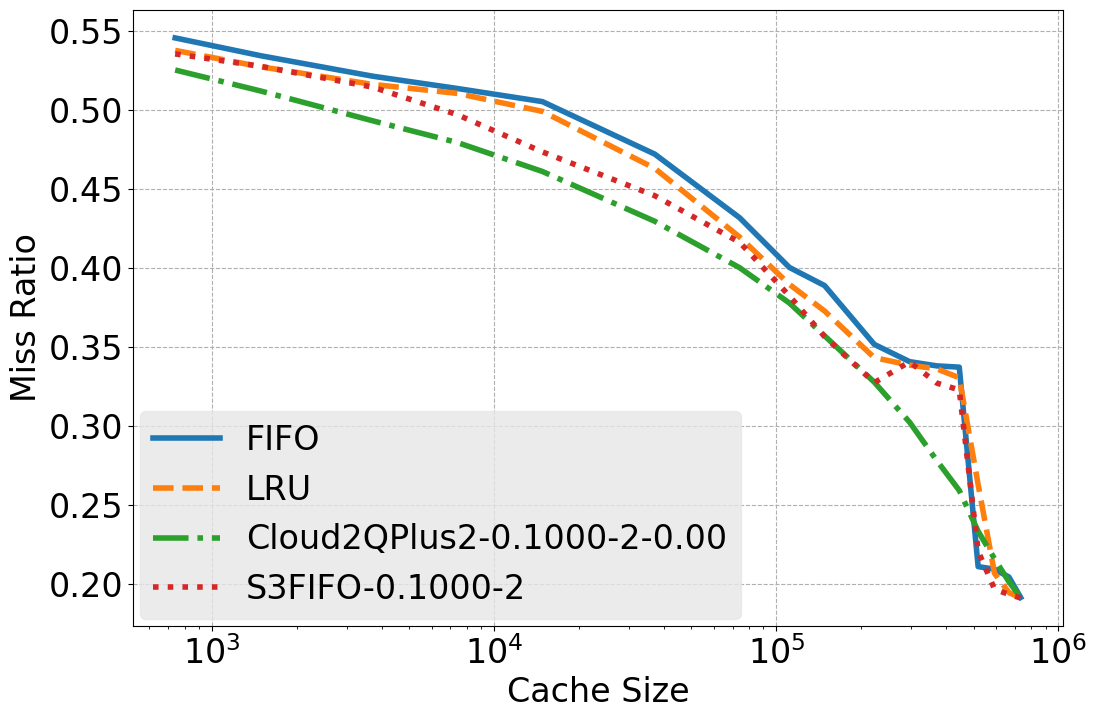 0.55
0.50
0.45
0.40
0.35
0.30
0.25
0.20
Miss Ratio
FIFO
LRU
Cloud2QPlus2-0.1000-2-0.00
S3FIFO-0.1000-2
10³
10⁴
10⁵
10⁶
Cache Size